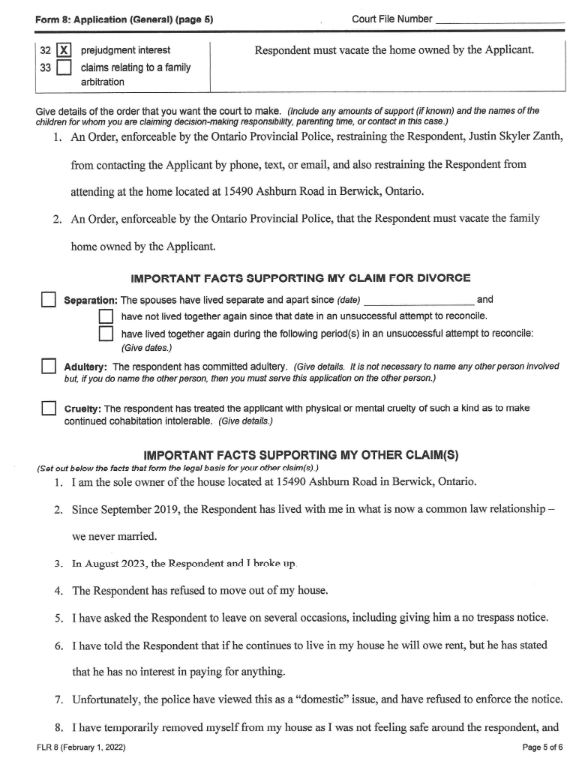 Form 8: Application (General) (page 5) Court File Number
32 X prejudgment interest
33 claims relating to a family
arbitration
Respondent must vacate the home owned by the Applicant.
Give details of the order that you want the court to make. (Include any amounts of support (if known) and the names of the
children for whom you are claiming decision-making responsibility, parenting time, or contact in this case.)
1. An Order, enforceable by the Ontario Provincial Police, restraining the Respondent, Justin Skyler Zanth,
from contacting the Applicant by phone, text, or email, and also restraining the Respondent from
attending at the home located at 15490 Ashburn Road in Berwick, Ontario.
2. An Order, enforceable by the Ontario Provincial Police, that the Respondent must vacate the family
home owned by the Applicant.
IMPORTANT FACTS SUPPORTING MY CLAIM FOR DIVORCE
Separation: The spouses have lived separate and apart since (date) and
have not lived together again since that date in an unsuccessful attempt to reconcile.
have lived together again during the following period(s) in an unsuccessful attempt to reconcile:
(Give dates.)
Adultery: The respondent has committed adultery. (Give details. It is not necessary to name any other person involved
but, if you do name the other person, then you must serve this application on the other person.)
Cruelty: The respondent has treated the applicant with physical or mental cruelty of such a kind as to make
continued cohabitation intolerable. (Give details.)
IMPORTANT FACTS SUPPORTING MY OTHER CLAIM(S)
(Set out below the facts that form the legal basis for your other claim(s).)
1. I am the sole owner of the house located at 15490 Ashburn Road in Berwick, Ontario.
2. Since September 2019, the Respondent has lived with me in what is now a common law relationship –
we never married.
3. In August 2023, the Respondent and I broke up.
4. The Respondent has refused to move out of my house.
5. I have asked the Respondent to leave on several occasions, including giving him a no trespass notice.
6. I have told the Respondent that if he continues to live in my house he will owe rent, but he has stated
that he has no interest in paying for anything.
7. Unfortunately, the police have viewed this as a “domestic” issue, and have refused to enforce the notice.
8. I have temporarily removed myself from my house as I was not feeling safe around the respondent, and
FLR 8 (February 1, 2022) Page 5 of 6